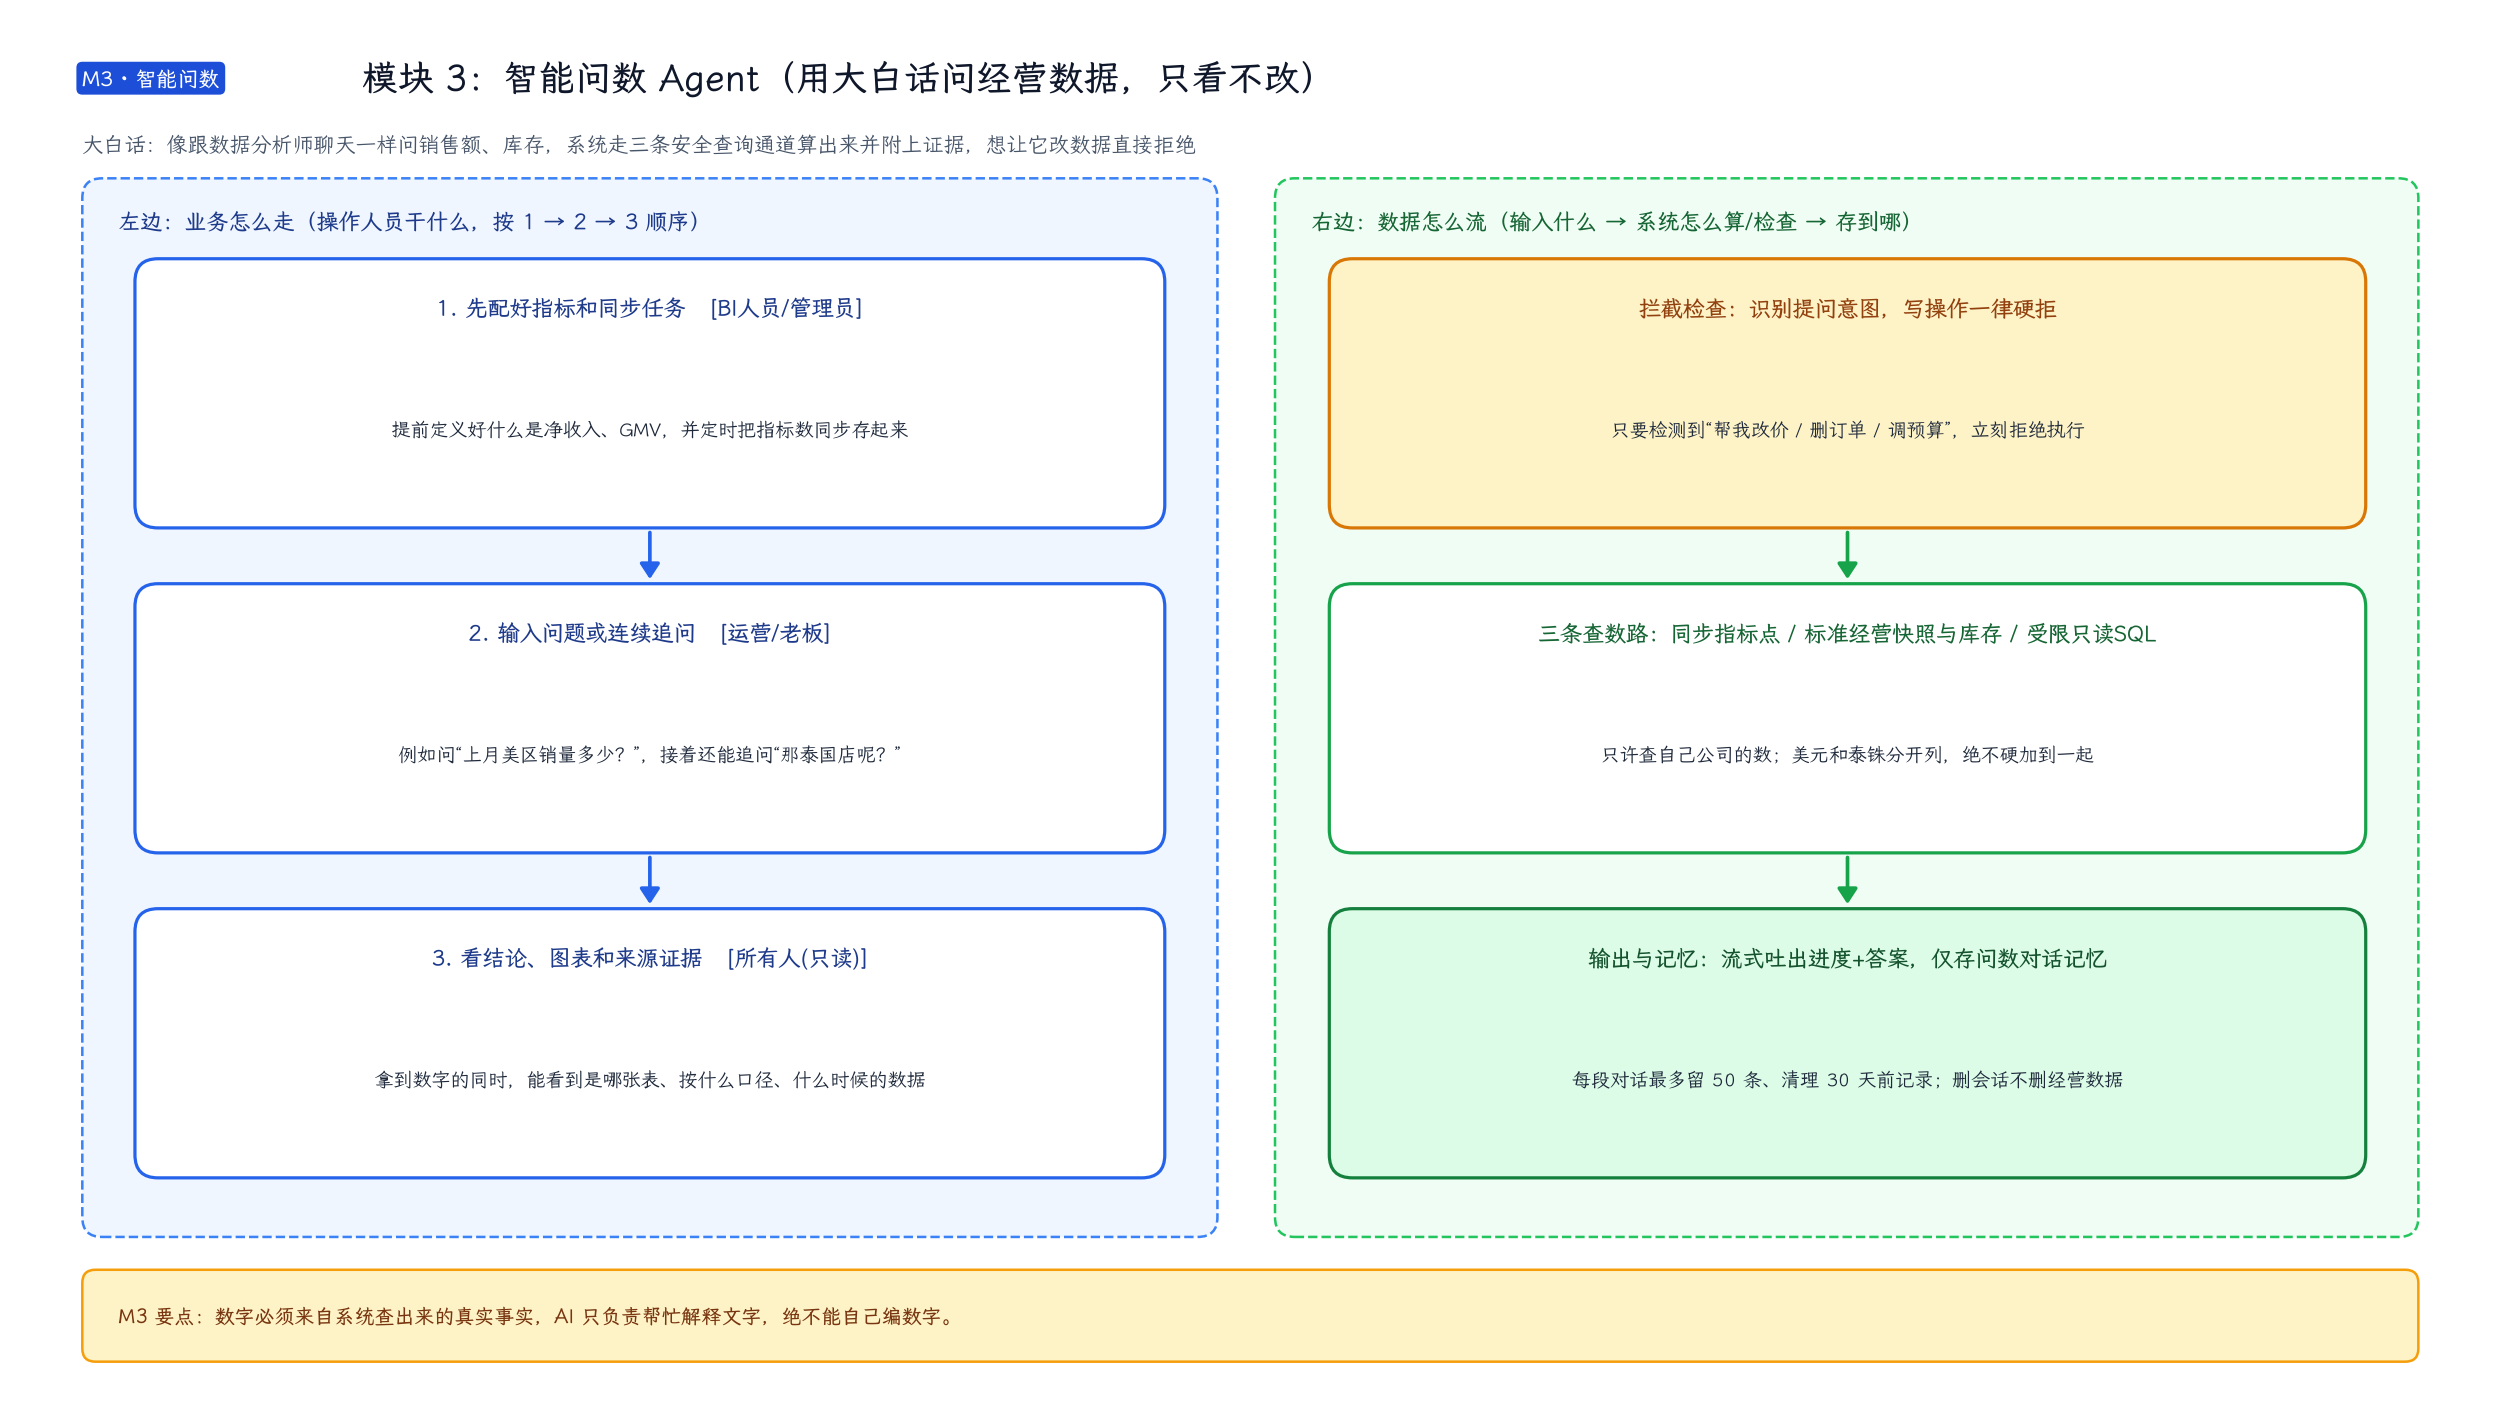 M3 · 智能问数
模块 3：智能问数 Agent（用大白话问经营数据，只看不改）
大白话：像跟数据分析师聊天一样问销售额、库存，系统走三条安全查询通道算出来并附上证据，想让它改数据直接拒绝
左边：业务怎么走（操作人员干什么，按 1 → 2 → 3 顺序）
1. 先配好指标和同步任务 [BI人员/管理员]
提前定义好什么是净收入、GMV，并定时把指标数同步存起来
2. 输入问题或连续追问 [运营/老板]
例如问“上月美区销量多少？”，接着还能追问“那泰国店呢？”
3. 看结论、图表和来源证据 [所有人(只读)]
拿到数字的同时，能看到是哪张表、按什么口径、什么时候的数据
右边：数据怎么流（输入什么 → 系统怎么算/检查 → 存到哪）
拦截检查：识别提问意图，写操作一律硬拒
只要检测到“帮我改价 / 删订单 / 调预算”，立刻拒绝执行
三条查数路：同步指标点 / 标准经营快照与库存 / 受限只读SQL
只许查自己公司的数；美元和泰铢分开列，绝不硬加到一起
输出与记忆：流式吐出进度+答案，仅存问数对话记忆
每段对话最多留 50 条、清理 30 天前记录；删会话不删经营数据
M3 要点：数字必须来自系统查出来的真实事实，AI 只负责帮忙解释文字，绝不能自己编数字。